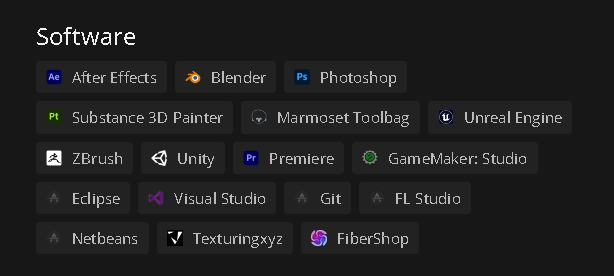 Software
Ae After Effects Blender Ps Photoshop
Pt Substance 3D Painter Marmoset Toolbag Unreal Engine
ZBrush Unity Pr Premiere GameMaker: Studio
Eclipse Visual Studio Git FL Studio
Netbeans Texturingxyz FiberShop